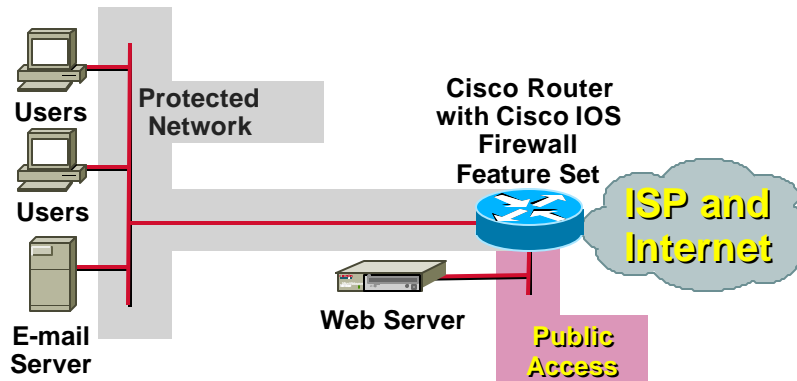 Users
Protected
Network
Users
E-mail
Server
Cisco Router
with Cisco IOS
Firewall
Feature Set
ISP and
Internet
Web Server
Public
Access